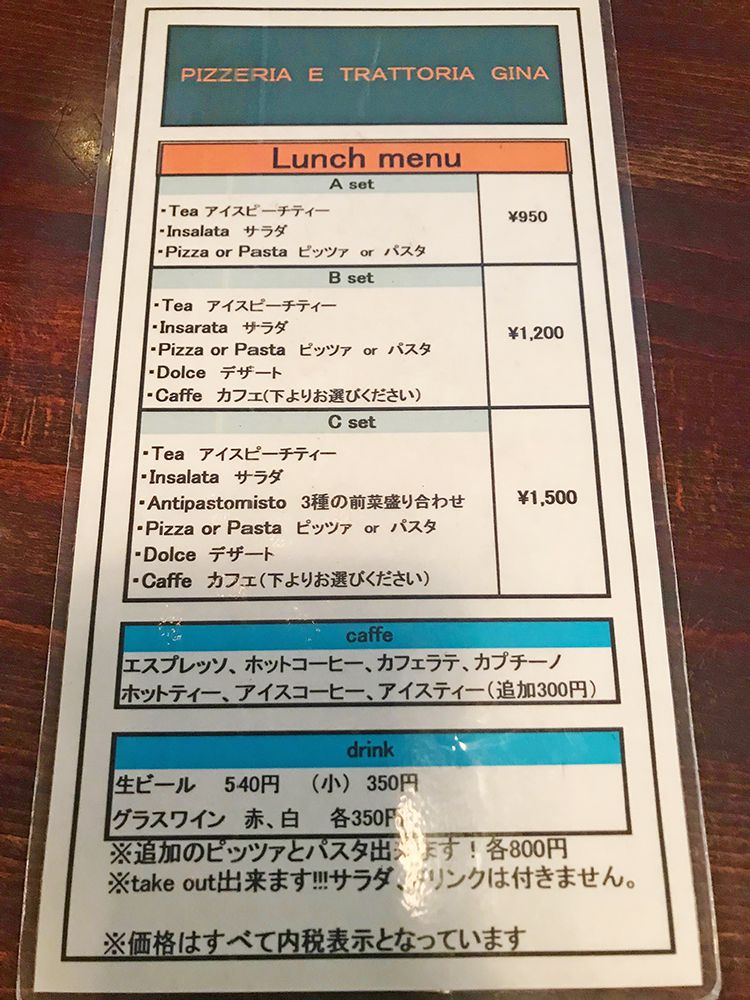 PIZZERIA E TRATTORIA GINA
Lunch menu
A set
・Tea アイスピーチティー
・Insalata サラダ
・Pizza or Pasta ピッツァ or パスタ
¥950
B set
・Tea アイスピーチティー
・Insarata サラダ
・Pizza or Pasta ピッツァ or パスタ
・Dolce デザート
・Caffe カフェ(下よりお選びください)
¥1,200
C set
・Tea アイスピーチティー
・Insalata サラダ
・Antipastomisto 3種の前菜盛り合わせ
・Pizza or Pasta ピッツァ or パスタ
・Dolce デザート
・Caffe カフェ(下よりお選びください)
¥1,500
caffe
エスプレッソ、ホットコーヒー、カフェラテ、カプチーノ
ホットティー、アイスコーヒー、アイスティー(追加300円)
drink
生ビール 540円 (小) 350円
グラスワイン 赤、白 各350円
※追加のピッツァとパスタ出来ます！各800円
※take out出来ます!!!サラダ、ドリンクは付きません。
※価格はすべて内税表示となっています